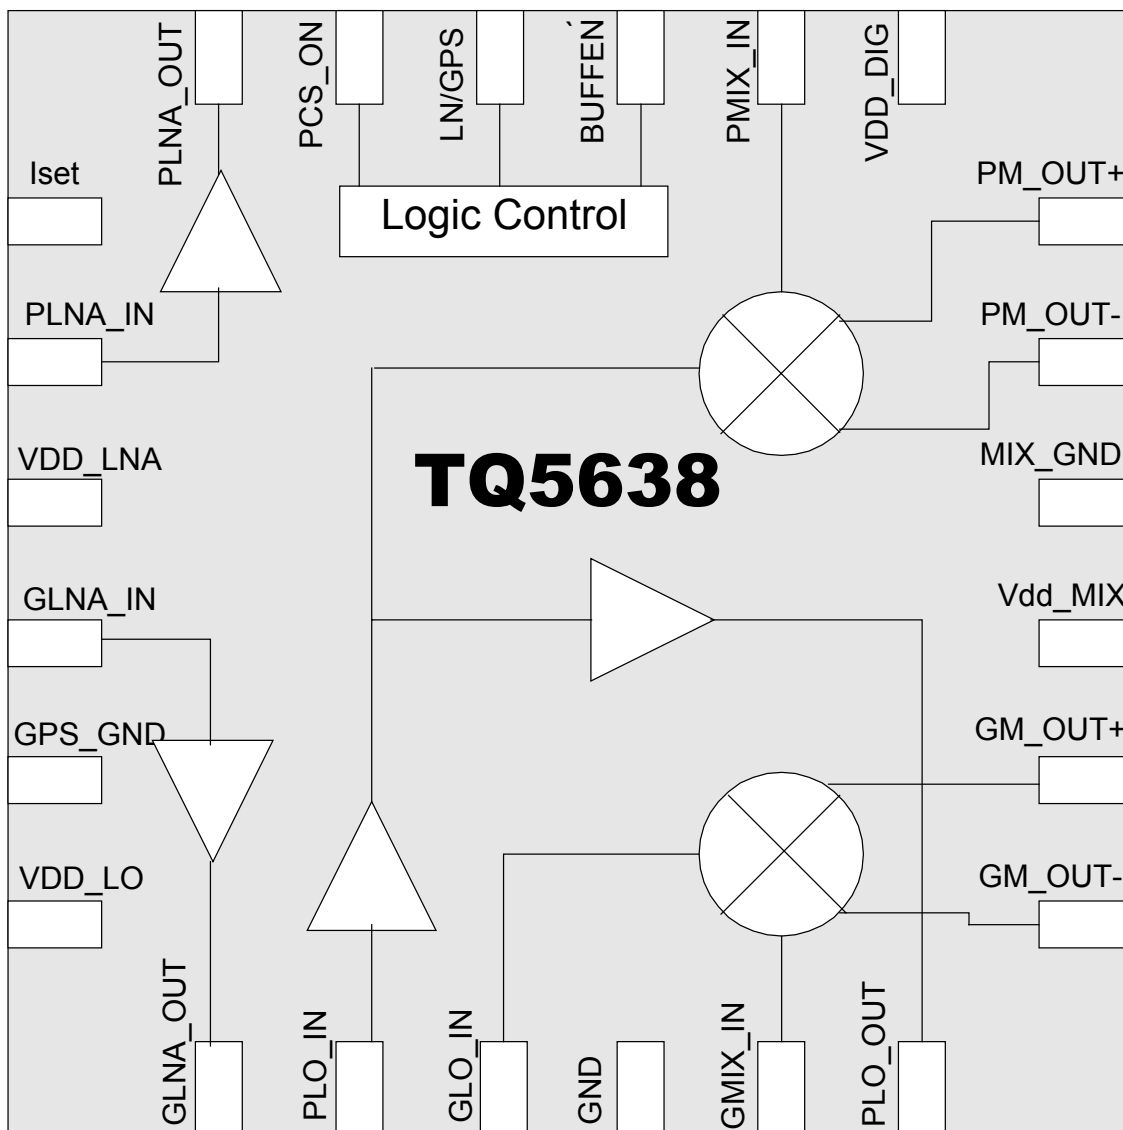 PLNA_OUT
PCS_ON
LN/GPS
BUFFEN`
PMIX_IN
VDD_DIG
Iset
PM_OUT+
Logic Control
PLNA_IN
PM_OUT-
VDD_LNA
MIX_GND
TQ5638
GLNA_IN
Vdd_MIX
GPS_GND
GM_OUT+
VDD_LO
GM_OUT-
GLNA_OUT
PLO_IN
GLO_IN
GND
GMIX_IN
PLO_OUT